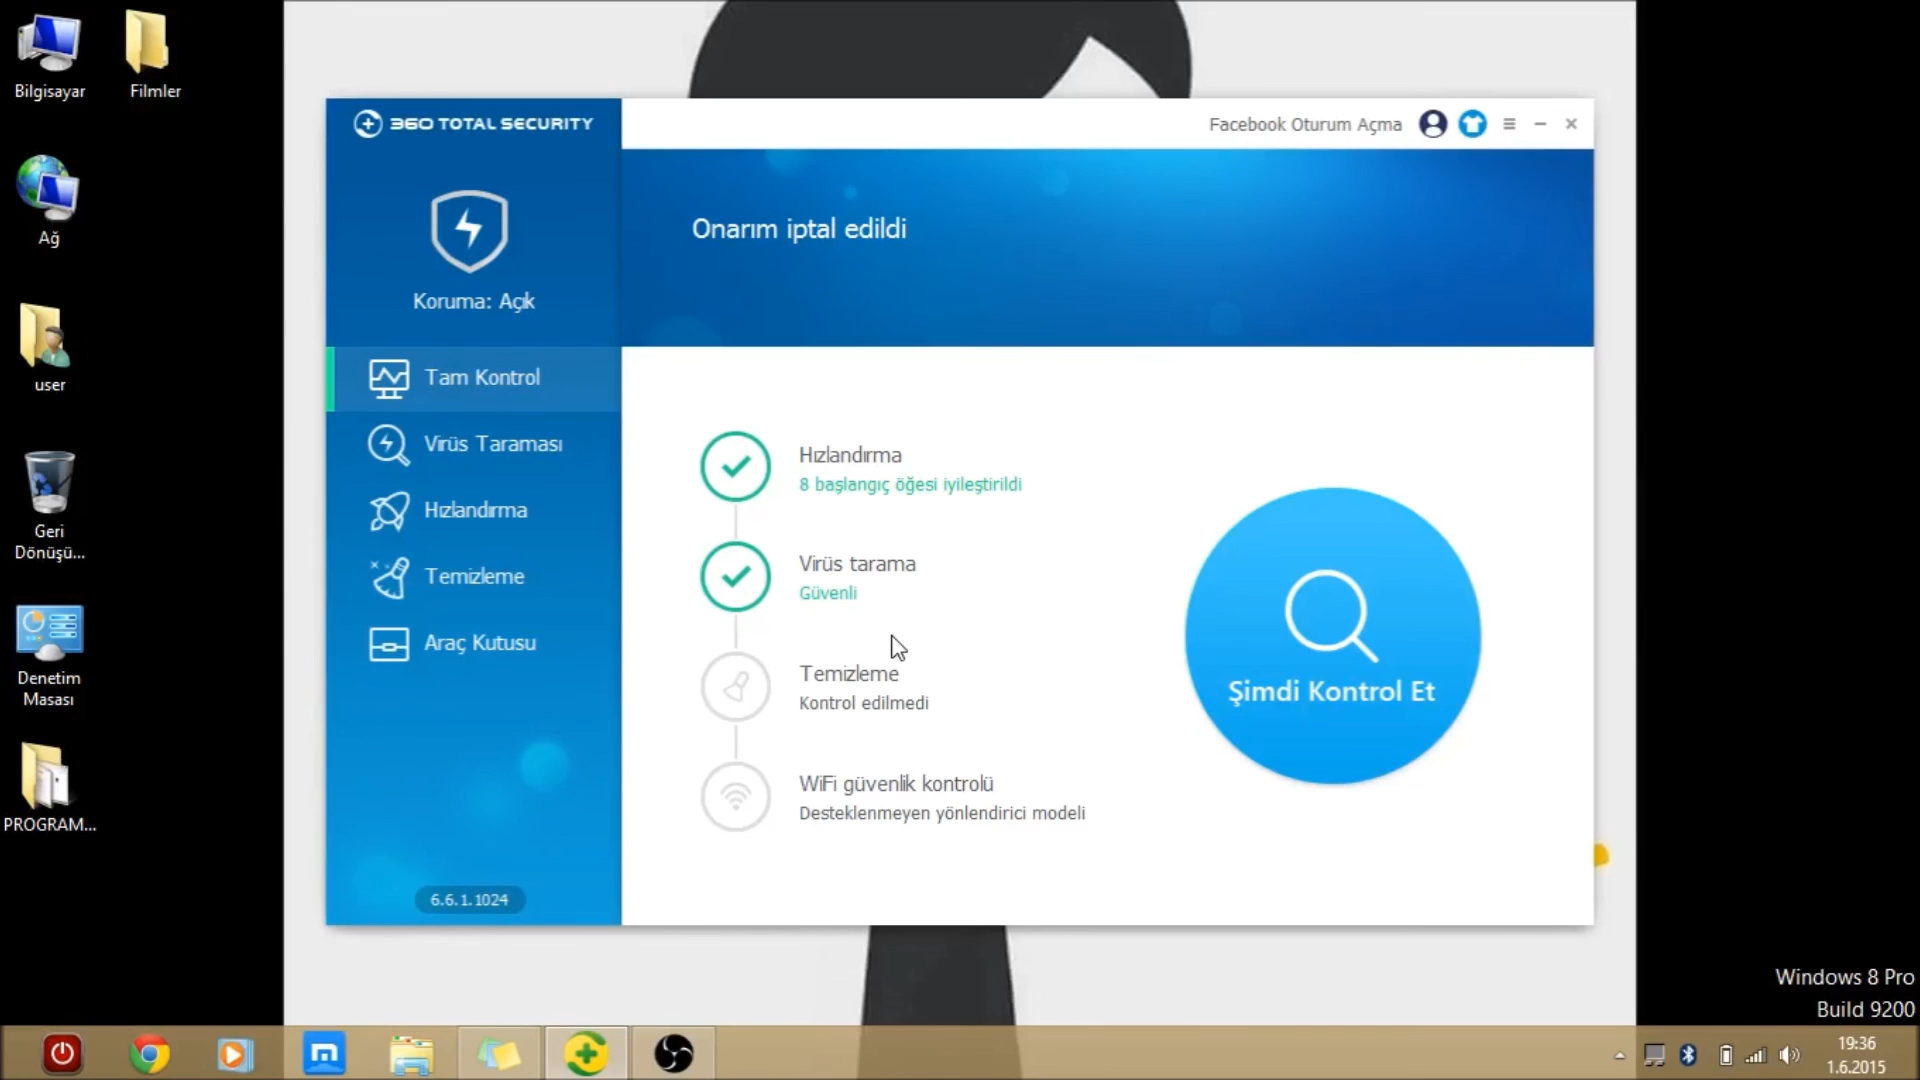 Bilgisayar
Filmler
Ağ
user
Geri
Dönüşü...
Denetim
Masası
PROGRAM...
360 TOTAL SECURITY
Facebook Oturum Açma
Koruma: Açık
Onarım iptal edildi
Tam Kontrol
Virüs Taraması
Hızlandırma
Temizleme
Araç Kutusu
6.6.1.1024
Hızlandırma
8 başlangıç öğesi iyileştirildi
Virüs tarama
Güvenli
Temizleme
Kontrol edilmedi
WiFi güvenlik kontrolü
Desteklenmeyen yönlendirici modeli
Şimdi Kontrol Et
Windows 8 Pro
Build 9200
19:36
1.6.2015